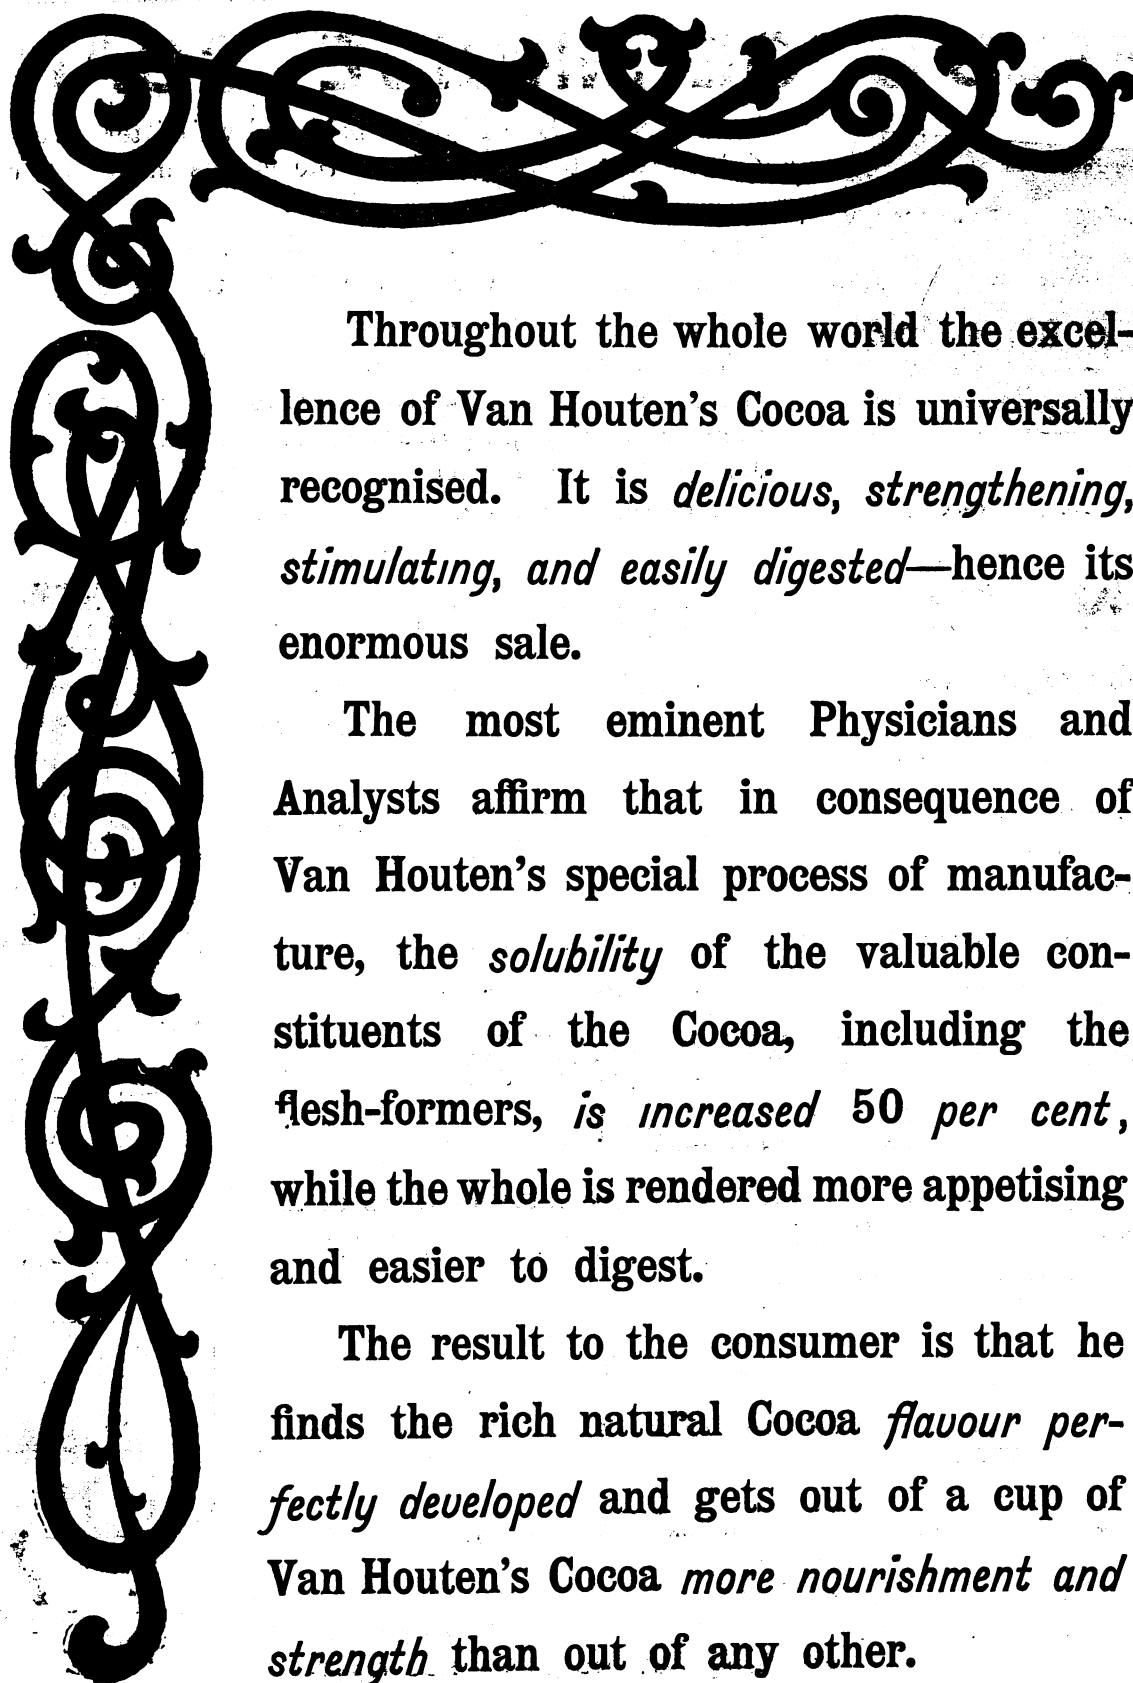 Throughout the whole world the excel-
lence of Van Houten's Cocoa is universally
recognised. It is delicious, strengthening,
stimulating, and easily digested—hence its
enormous sale.
The most eminent Physicians and
Analysts affirm that in consequence of
Van Houten's special process of manufac-
ture, the solubility of the valuable con-
stituents of the Cocoa, including the
flesh-formers, is increased 50 per cent,
while the whole is rendered more appetising
and easier to digest.
The result to the consumer is that he
finds the rich natural Cocoa flavour per-
fectly developed and gets out of a cup of
Van Houten's Cocoa more nourishment and
strength than out of any other.